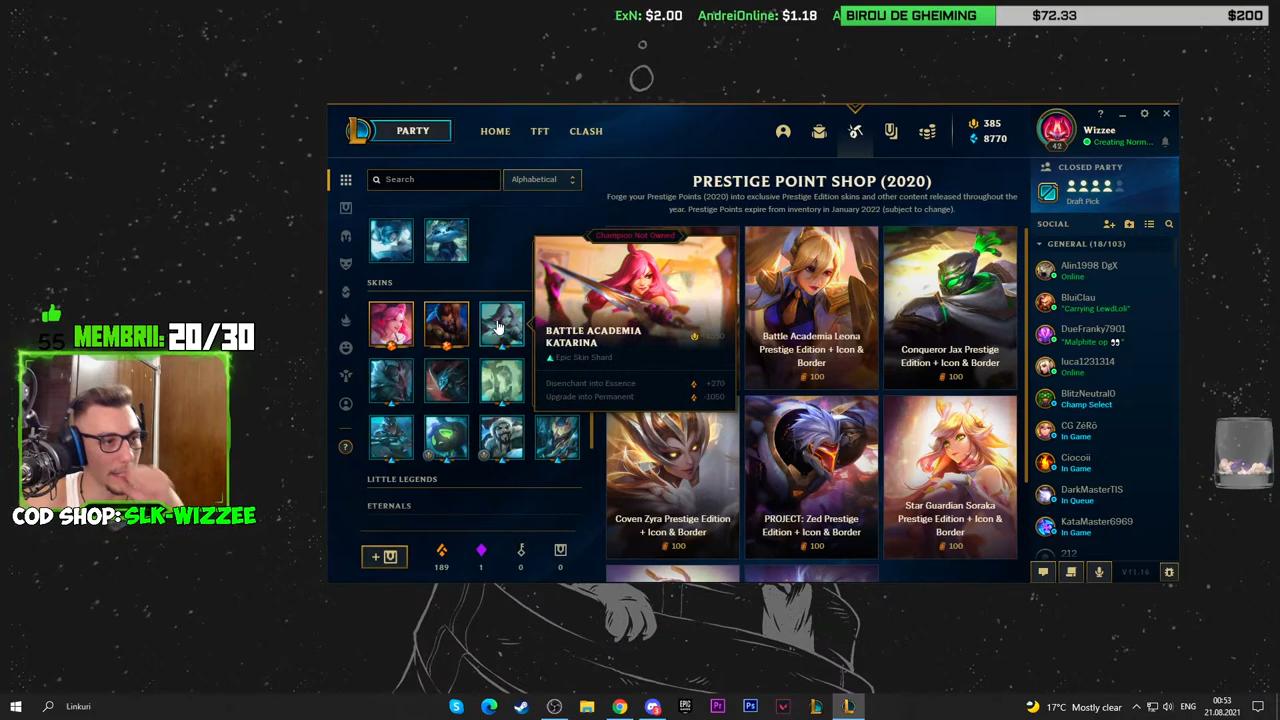 ExN: $2.00 AndreiOnline: $1.18 A
BIROU DE GHEIMING $72.33 $200
PARTY
HOME
TFT
CLASH
385
8770
42
Wizzee
Creating Norm...
Search
Alphabetical
PRESTIGE POINT SHOP (2020)
Forge your Prestige Points (2020) into exclusive Prestige Edition skins and other content released throughout the
year. Prestige Points expire from inventory in January 2022 (subject to change).
CLOSED PARTY
Draft Pick
SOCIAL
GENERAL (18/103)
Alin1998 DgX
Online
BluiClau
"Carrying LewdLoli"
DueFranky7901
"Malphite op 👀"
luca1231314
Online
BlitzNeutral0
Champ Select
CG ZéRö
In Game
Ciocoii
In Game
DarkMasterTIS
In Queue
KataMaster6969
In Game
212
SKINS
Champion Not Owned
BATTLE ACADEMIA
KATARINA
Epic Skin Shard
Disenchant into Essence +270
Upgrade into Permanent -1050
Battle Academia Leona
Prestige Edition + Icon &
Border
100
Conqueror Jax Prestige
Edition + Icon & Border
100
Coven Zyra Prestige Edition
+ Icon & Border
100
PROJECT: Zed Prestige
Edition + Icon & Border
100
Star Guardian Soraka
Prestige Edition + Icon &
Border
100
LITTLE LEGENDS
ETERNALS
189
1
0
0
V11.16
55
MEMBRII: 20/30
COD SHOP: SLK-WIZZEE
Linkuri
17°C Mostly clear
ENG
00:53
21.08.2021